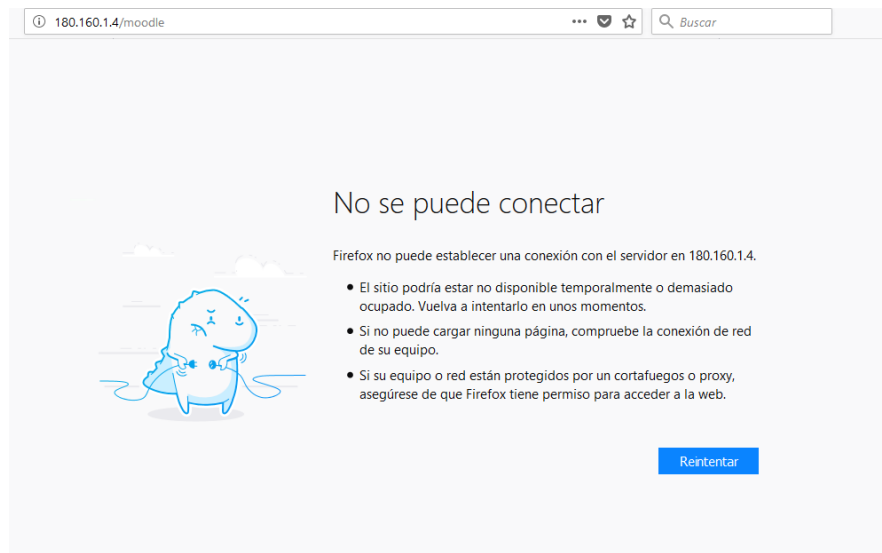 180.160.1.4/moodle
Buscar
No se puede conectar
Firefox no puede establecer una conexión con el servidor en 180.160.1.4.
El sitio podría estar no disponible temporalmente o demasiado
ocupado. Vuelva a intentarlo en unos momentos.
Si no puede cargar ninguna página, compruebe la conexión de red
de su equipo.
Si su equipo o red están protegidos por un cortafuegos o proxy,
asegúrese de que Firefox tiene permiso para acceder a la web.
Reintentar